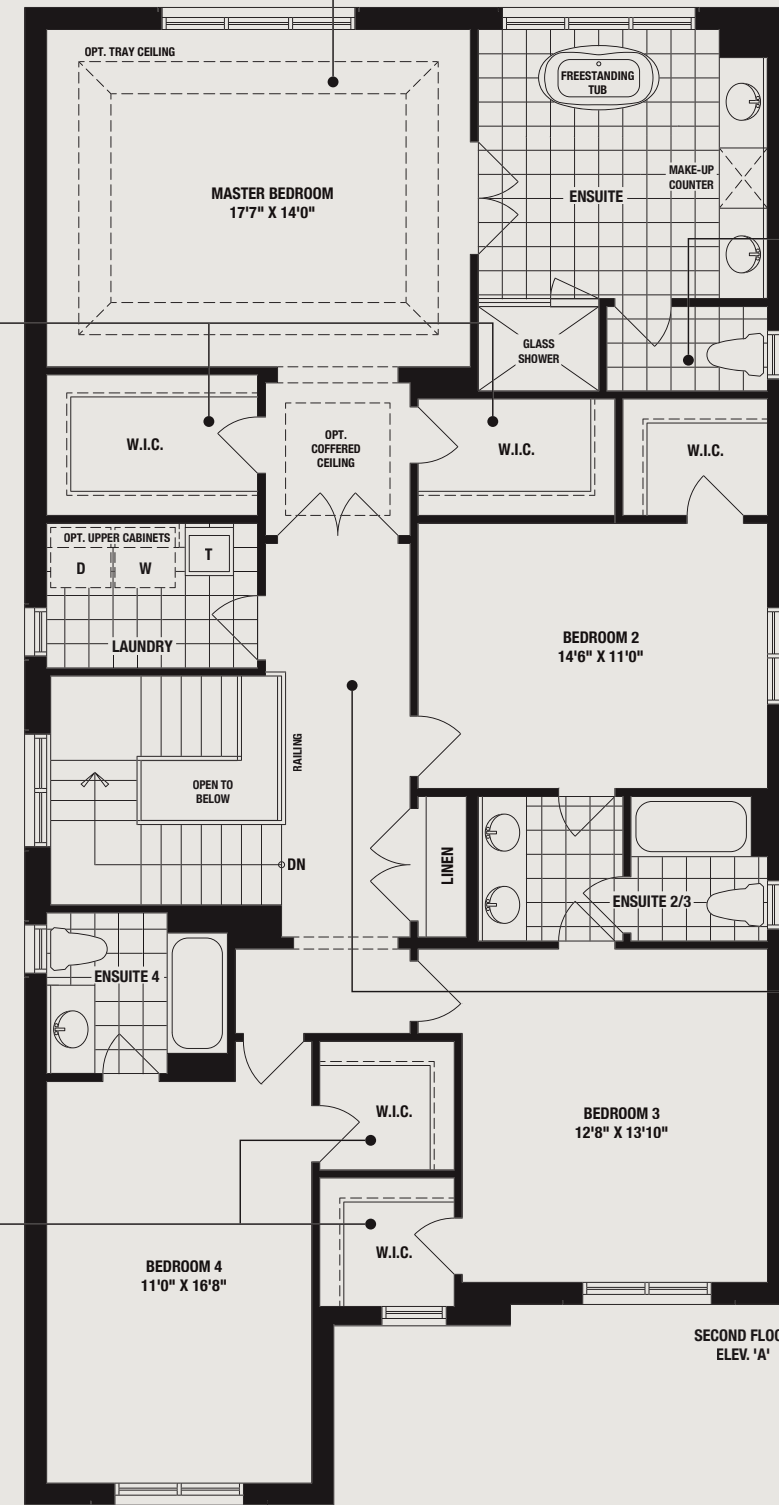 OPT. TRAY CEILING
FREESTANDING
TUB
MAKE-UP
COUNTER
MASTER BEDROOM
17'7" X 14'0"
ENSUITE
GLASS
SHOWER
W.I.C.
OPT.
COFFERED
CEILING
W.I.C.
W.I.C.
OPT. UPPER CABINETS
D
W
T
LAUNDRY
BEDROOM 2
14'6" X 11'0"
RAILING
OPEN TO
BELOW
DN
LINEN
ENSUITE 2/3
ENSUITE 4
W.I.C.
BEDROOM 3
12'8" X 13'10"
W.I.C.
BEDROOM 4
11'0" X 16'8"
SECOND FLOO
ELEV. 'A'